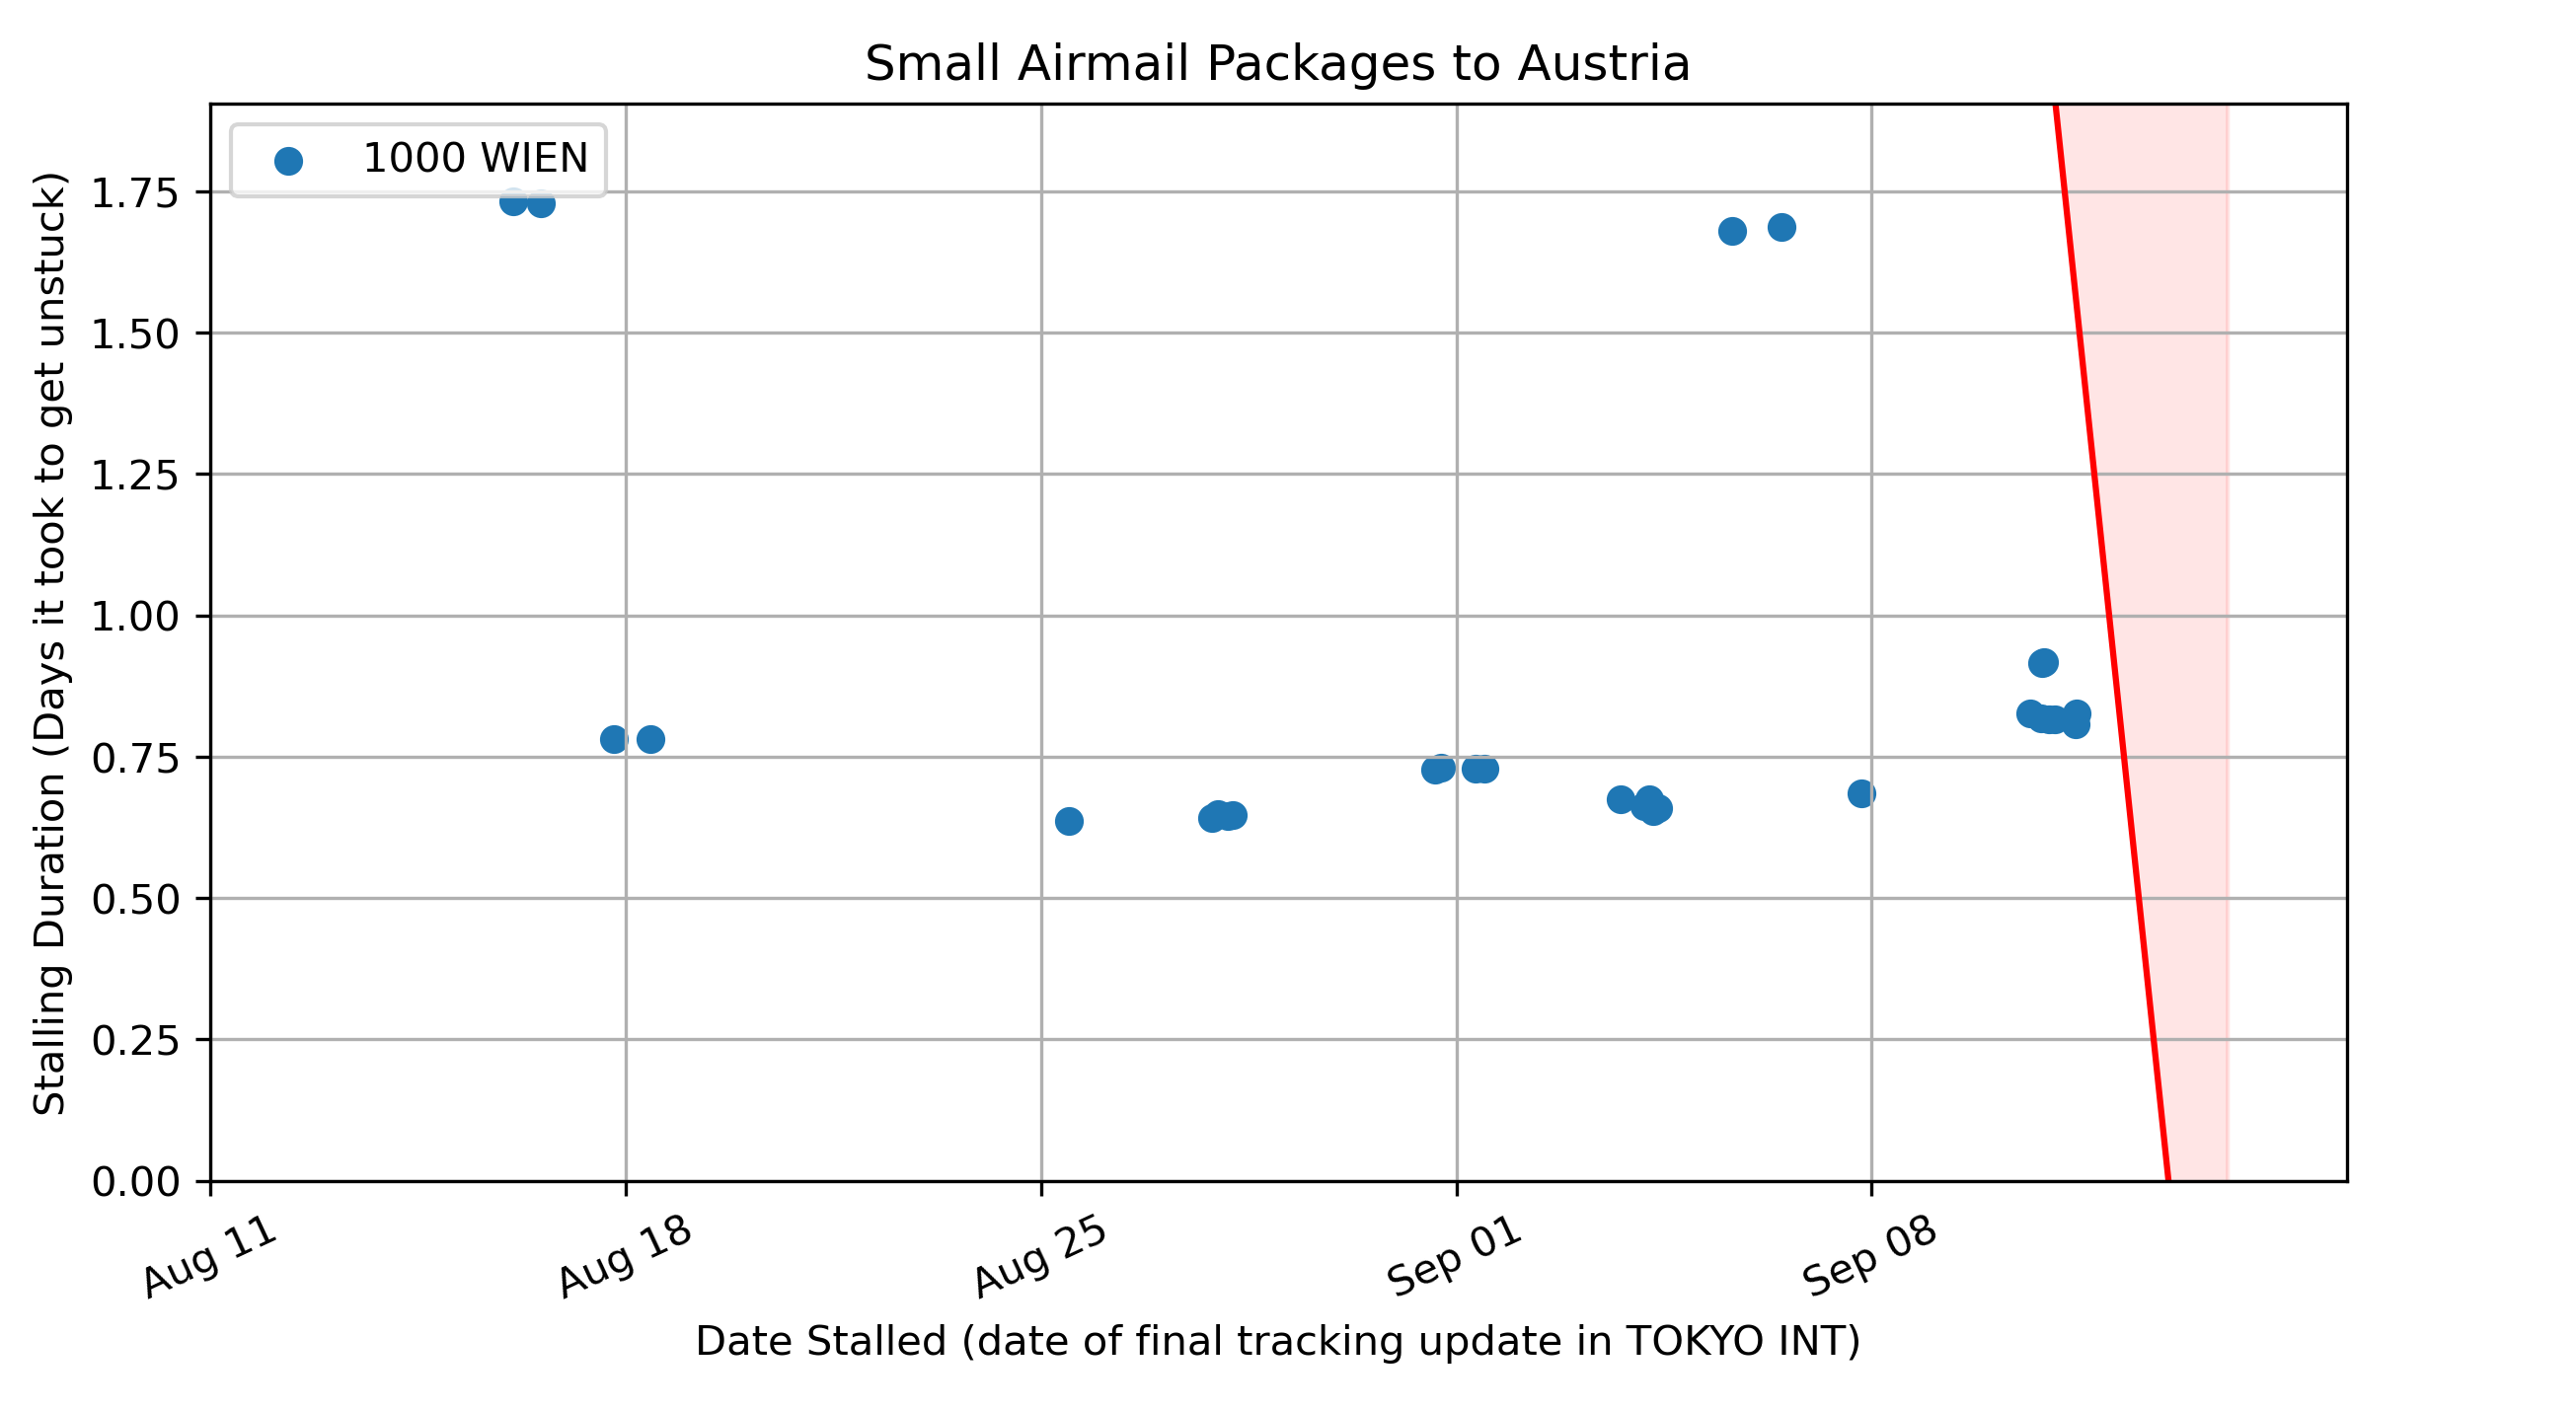 Small Airmail Packages to Austria
1000 WIEN
Stalling Duration (Days it took to get unstuck)
1.75
1.50
1.25
1.00
0.75
0.50
0.25
0.00
Aug 11
Aug 18
Aug 25
Sep 01
Sep 08
Date Stalled (date of final tracking update in TOKYO INT)